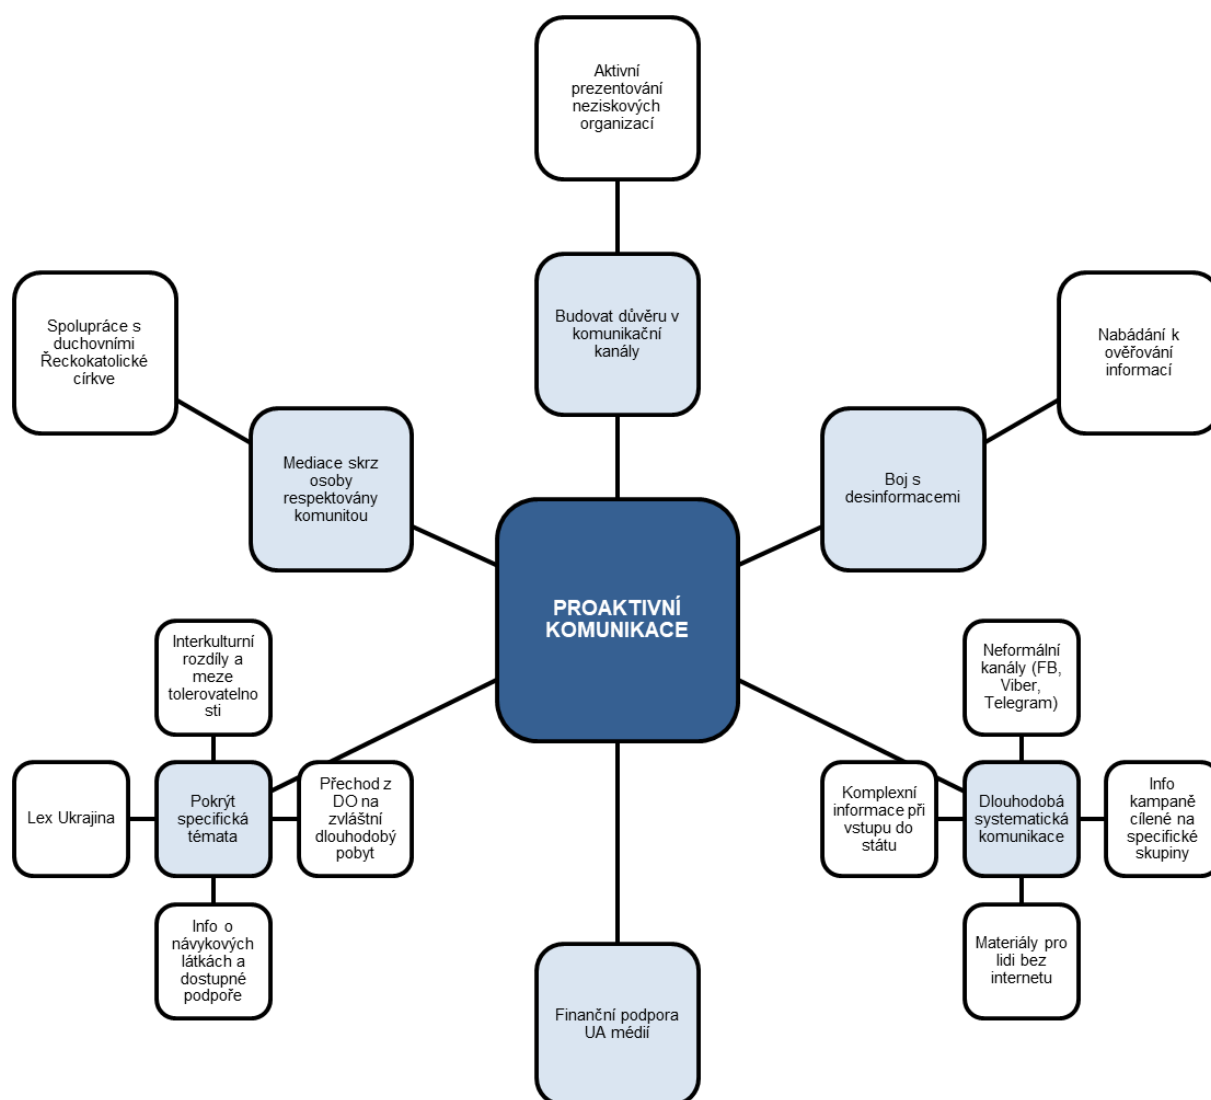 Aktivní
prezentování
neziskových
organizací
Budovat důvěru v
komunikační
kanály
Spolupráce s
duchovními
Řeckokatolické
církve
Nabádání k
ověřování
informací
Mediace skrz
osoby
respektovány
komunitou
Boj s
desinformacemi
PROAKTIVNÍ
KOMUNIKACE
Interkulturní
rozdíly a
meze
tolerovatelno
sti
Lex Ukrajina
Pokrýt
specifická
témata
Přechod z
DO na
zvláštní
dlouhodobý
pobyt
Info o
návykových
látkách a
dostupné
podpoře
Neformální
kanály (FB,
Viber,
Telegram)
Komplexní
informace při
vstupu do
státu
Dlouhodobá
systematická
komunikace
Info
kampaně
cílené na
specifické
skupiny
Materiály pro
lidi bez
internetu
Finanční podpora
UA médií